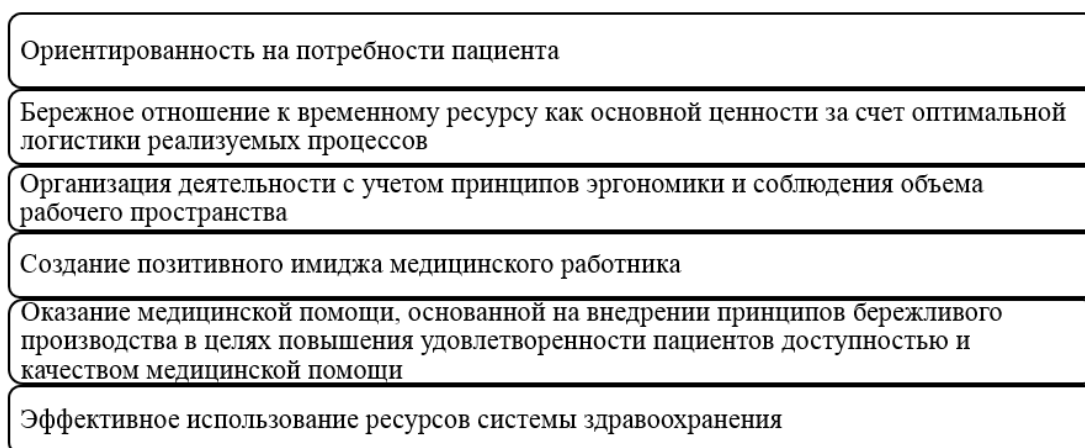 Ориентированность на потребности пациента
Бережное отношение к временному ресурсу как основной ценности за счет оптимальной
логистики реализуемых процессов
Организация деятельности с учетом принципов эргономики и соблюдения объема
рабочего пространства
Создание позитивного имиджа медицинского работника
Оказание медицинской помощи, основанной на внедрении принципов бережливого
производства в целях повышения удовлетворенности пациентов доступностью и
качеством медицинской помощи
Эффективное использование ресурсов системы здравоохранения